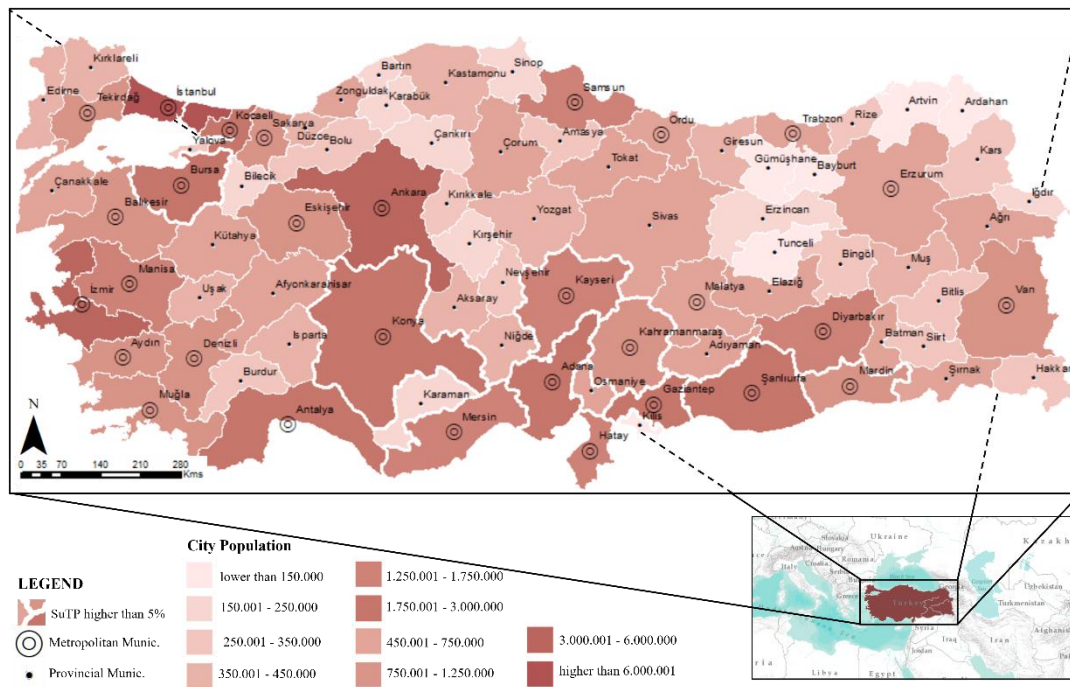 Kırklareli
Bartın
Sinop
Kastamonu
Edirne
Tekirdağ
İstanbul
Zonguldak
Karabük
Samsun
Artvin
Ardahan
Kocaeli
Sakarya
Düzce
Bolu
Çankırı
Amasya
Ordu
Giresun
Trabzon
Rize
Yalova
Çorum
Tokat
Gümüşhane
Bayburt
Kars
Bursa
Bilecik
Ankara
Kırıkkale
Erzurum
Iğdır
Çanakkale
Balıkesir
Eskişehir
Yozgat
Sivas
Erzincan
Ağrı
Kütahya
Kırşehir
Tunceli
Bingöl
Muş
Manisa
Uşak
Afyonkarahisar
Nevşehir
Kayseri
Malatya
Elazığ
Bitlis
Van
İzmir
Aksaray
Konya
Diyarbakır
Batman
Siirt
Aydın
Denizli
Isparta
Niğde
Kahramanmaraş
Adıyaman
Burdur
Adana
Osmaniye
Gaziantep
Şanlıurfa
Mardin
Şırnak
Hakkar
Muğla
Antalya
Karaman
Mersin
Kilis
Hatay
N
0 35 70 140 210 280
Kms
LEGEND
SuTP higher than 5%
Metropolitan Munic.
Provincial Munic.
City Population
lower than 150.000
150.001 - 250.000
250.001 - 350.000
350.001 - 450.000
1.250.001 - 1.750.000
1.750.001 - 3.000.000
450.001 - 750.000
750.001 - 1.250.000
3.000.001 - 6.000.000
higher than 6.000.001
Slovakia
Ukraine
Austria
Hungary
Romania
Croatia
Italy
Turkey
Uzbekistan
Turkmenistan
Syria
Iraq
Iran
Jordan
Libya
Egypt